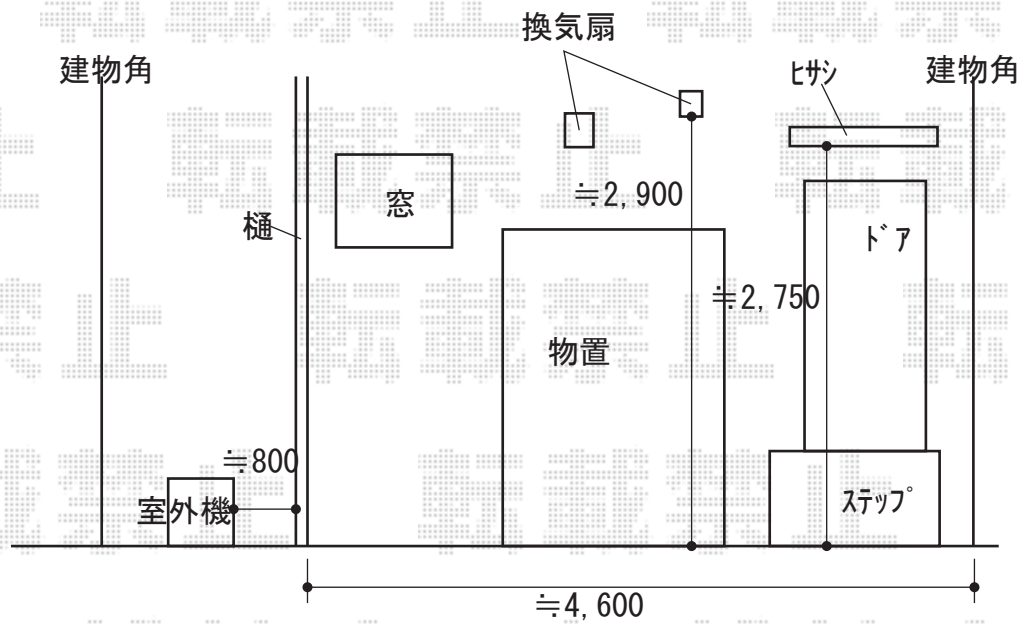 換気扇
建物角
ﾋｻｼ
建物角
窓
≒2,900
樋
ﾄﾞｱ
≒2,750
物置
≒800
室外機
ｽﾃｯﾌﾟ
≒4,600